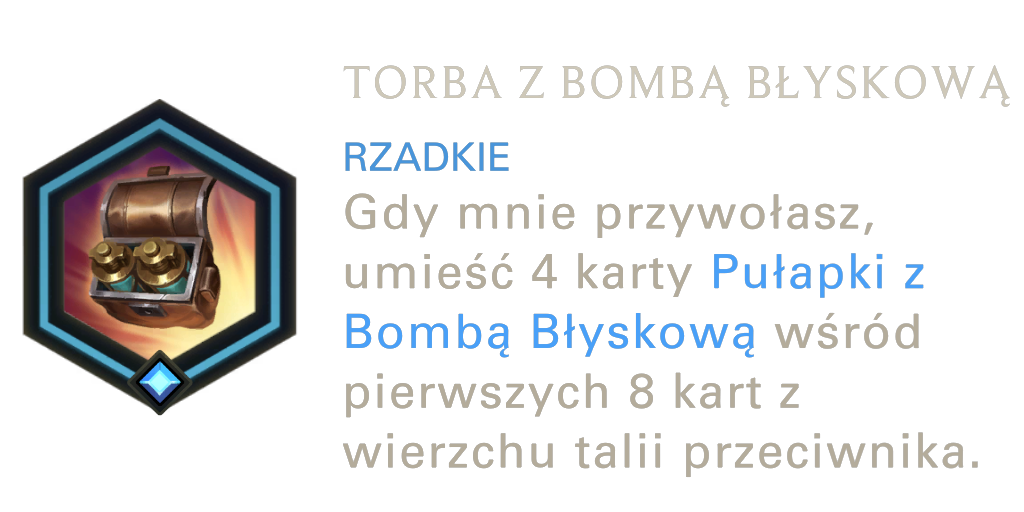 TORBA Z BOMBĄ BŁYSKOWĄ
RZADKIE
Gdy mnie przywołasz,
umieść 4 karty Pułapki z
Bombą Błyskową wśród
pierwszych 8 kart z
wierzchu talii przeciwnika.